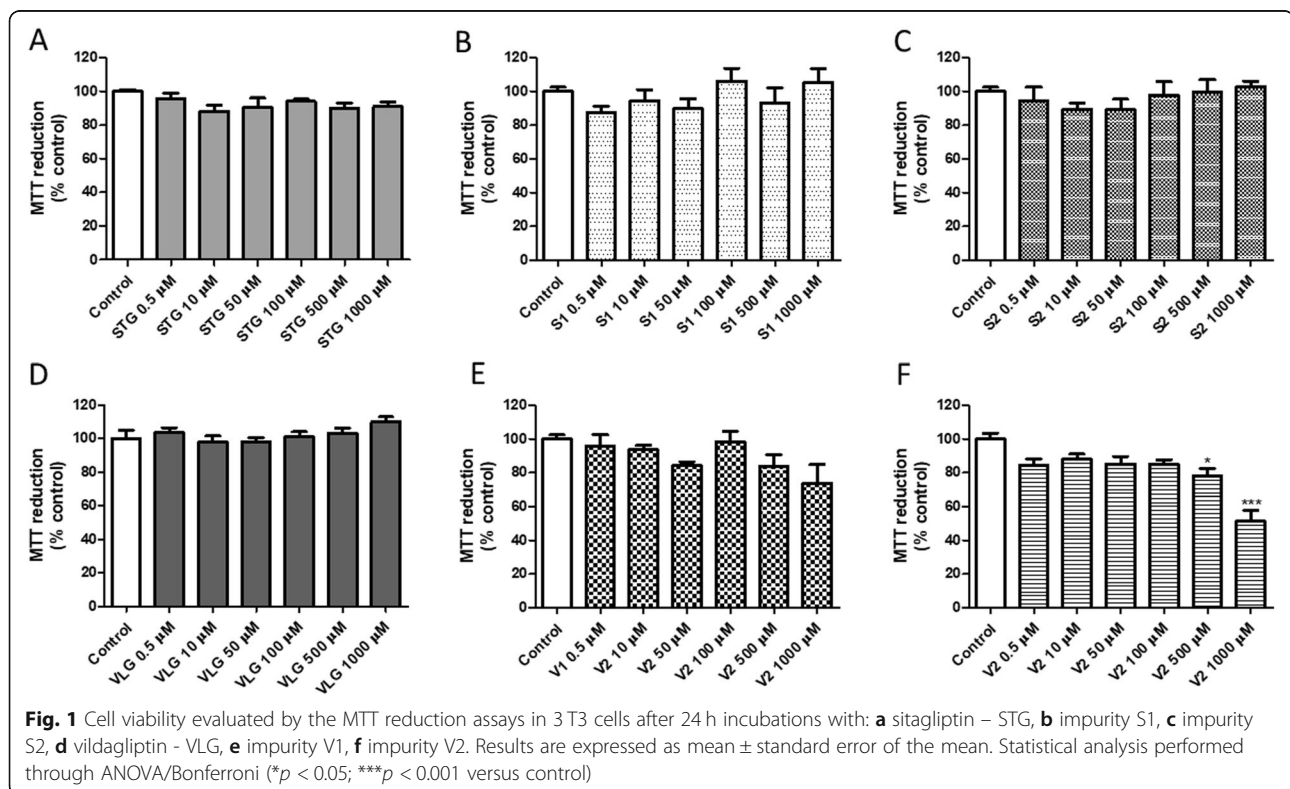 A
B
C
MTT reduction
(% control)
120
100
80
60
40
20
0
Control
STG 0.5 µM
STG 10 µM
STG 50 µM
STG 100 µM
STG 500 µM
STG 1000 µM
MTT reduction
(% control)
120
100
80
60
40
20
0
Control
S1 0.5 µM
S1 10 µM
S1 50 µM
S1 100 µM
S1 500 µM
S1 1000 µM
MTT reduction
(% control)
120
100
80
60
40
20
0
Control
S2 0.5 µM
S2 10 µM
S2 50 µM
S2 100 µM
S2 500 µM
S2 1000 µM
D
E
F
MTT reduction
(% control)
120
100
80
60
40
20
0
Control
VLG 0.5 µM
VLG 10 µM
VLG 50 µM
VLG 100 µM
VLG 500 µM
VLG 1000 µM
MTT reduction
(% control)
120
100
80
60
40
20
0
Control
V1 0.5 µM
V2 10 µM
V2 50 µM
V2 100 µM
V2 500 µM
V2 1000 µM
MTT reduction
(% control)
120
100
80
60
40
20
0
*
***
Control
V2 0.5 µM
V2 10 µM
V2 50 µM
V2 100 µM
V2 500 µM
V2 1000 µM
Fig. 1 Cell viability evaluated by the MTT reduction assays in 3 T3 cells after 24 h incubations with: a sitagliptin – STG, b impurity S1, c impurity
S2, d vildagliptin - VLG, e impurity V1, f impurity V2. Results are expressed as mean ± standard error of the mean. Statistical analysis performed
through ANOVA/Bonferroni (*p < 0.05; ***p < 0.001 versus control)